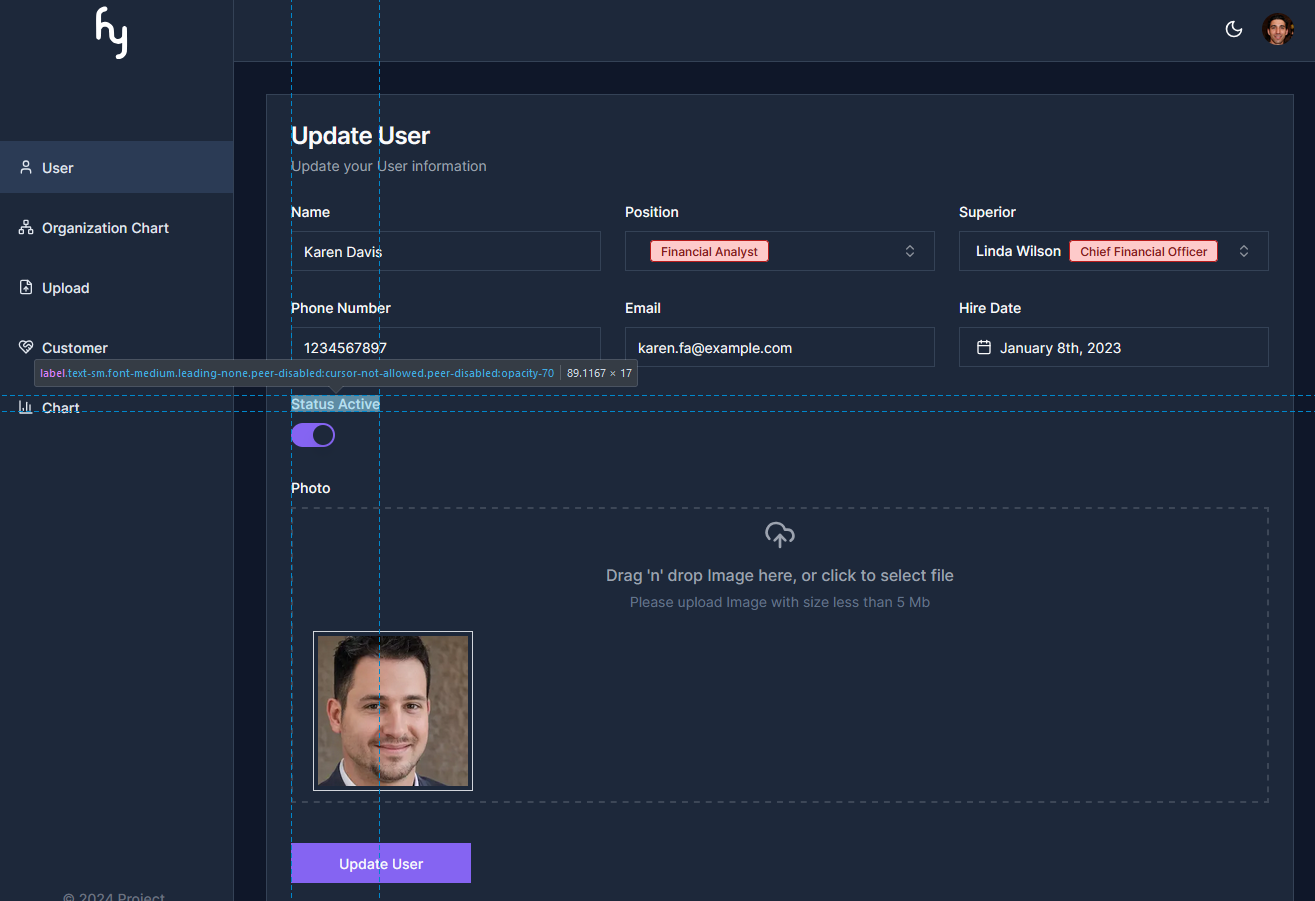 hy
Update User
Update your User information
User
Organization Chart
Upload
Customer
Chart
Name
Position
Superior
Karen Davis
Financial Analyst
Linda Wilson
Chief Financial Officer
Phone Number
Email
Hire Date
1234567897
karen.fa@example.com
January 8th, 2023
label.text-sm.font-medium.leading-none.peer-disabled:cursor-not-allowed.peer-disabled:opacity-70
89.1167 × 17
Status Active
Photo
Drag 'n' drop Image here, or click to select file
Please upload Image with size less than 5 Mb
Update User
© 2024 Project